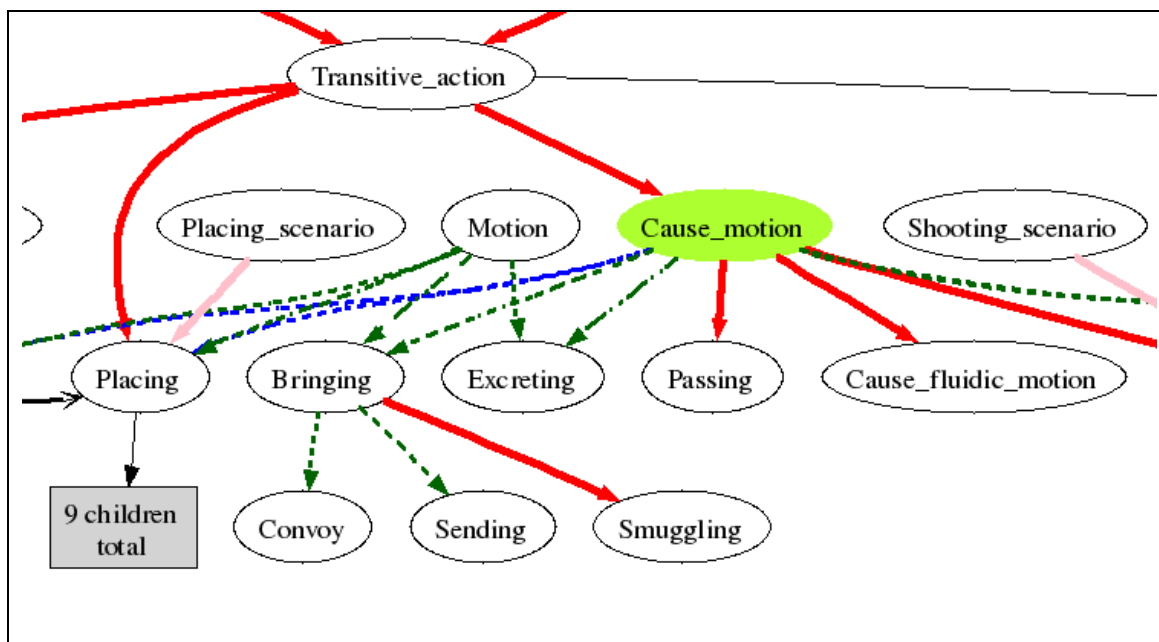 Transitive_action
Placing_scenario
Motion
Cause_motion
Shooting_scenario
Placing
Bringing
Excreting
Passing
Cause_fluidic_motion
9 children
total
Convoy
Sending
Smuggling